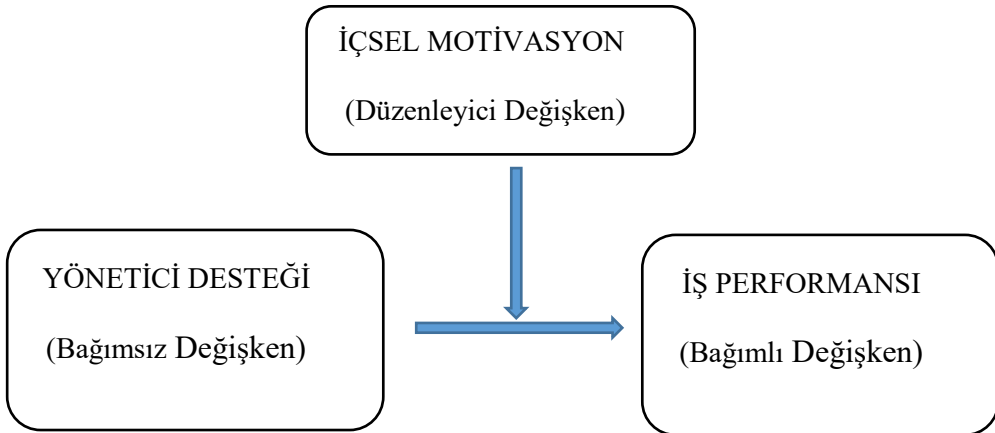 İÇSEL MOTİVASYON
(Düzenleyici Değişken)
YÖNETİCİ DESTEĞİ
(Bağımsız Değişken)
İŞ PERFORMANSI
(Bağımlı Değişken)